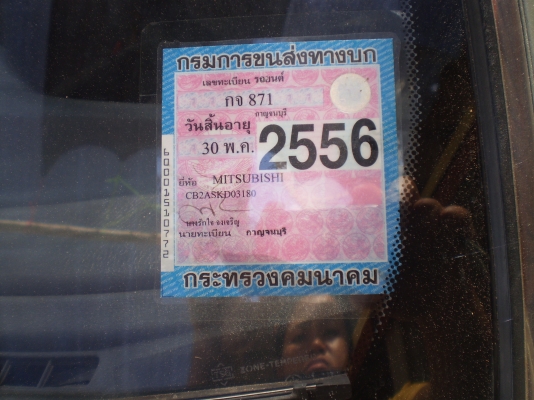 กรมการขนส่งทางบก
เลขทะเบียน รถยนต์
กจ 871
กาญจนบุรี
วันสิ้นอายุ
30 พ.ค. 2556
ยี่ห้อ MITSUBISHI
CB2ASKD03180
นายทะเบียน กาญจนบุรี
กระทรวงคมนาคม
60001510772